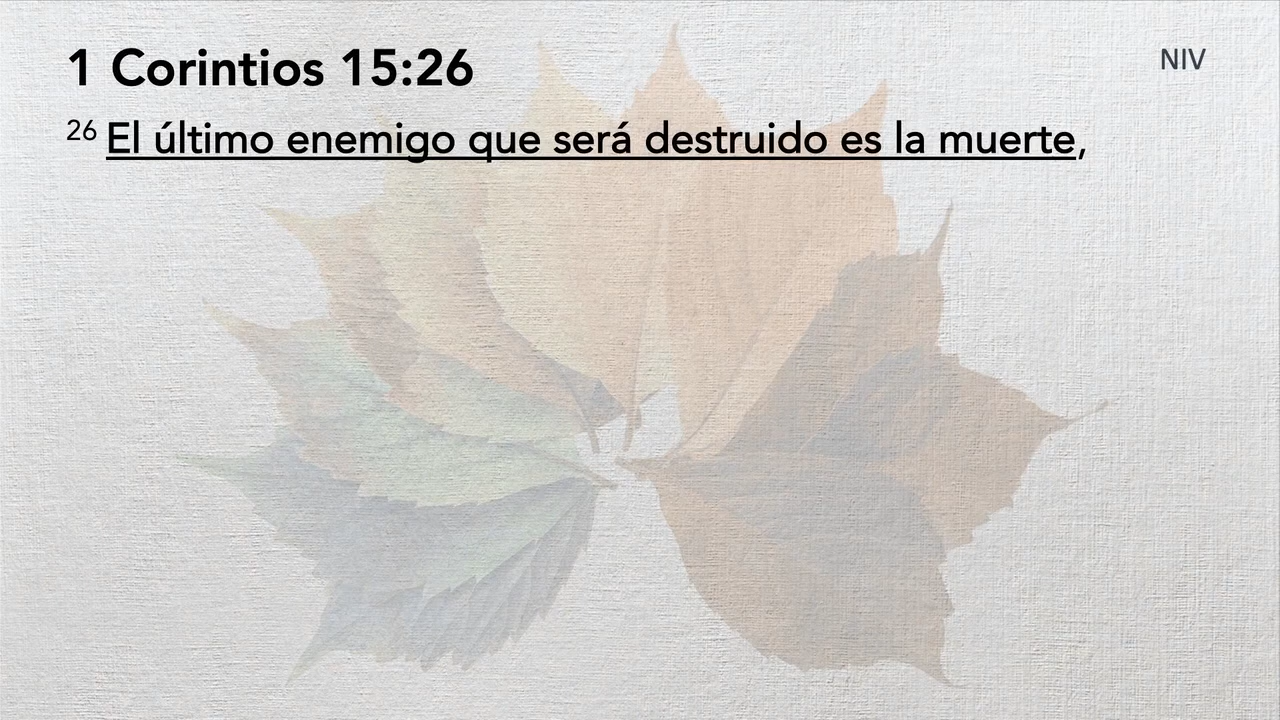 1 Corintios 15:26
NIV
26 El último enemigo que será destruido es la muerte,